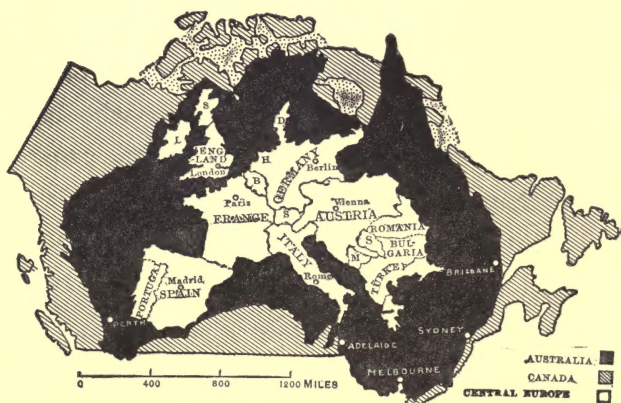 S
D
I.
ENG
LAND
London
H
B
GERMANY
Berlin
Paris
FRANCE
S
Vienna
AUSTRIA
ROMANIA
S
BUL-
GARIA
M
TURKEY
ITALY
Rome
PORTUGAL
Madrid
SPAIN
PERTH
ADELAIDE
MELBOURNE
SYDNEY
BRISBANE
0 400 800 1200 MILES
AUSTRALIA
CANADA
CENTRAL EUROPE